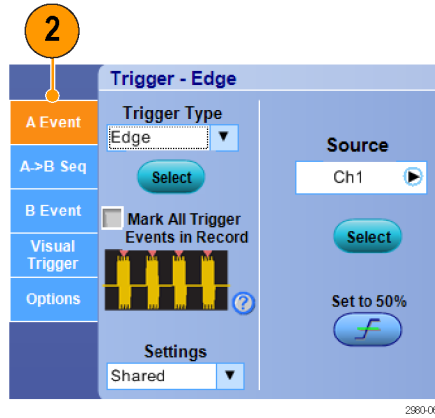 2
Trigger - Edge
A Event
A->B Seq
B Event
Visual
Trigger
Options
Trigger Type
Edge
Select
Mark All Trigger
Events in Record
Settings
Shared
Source
Ch1
Select
Set to 50%